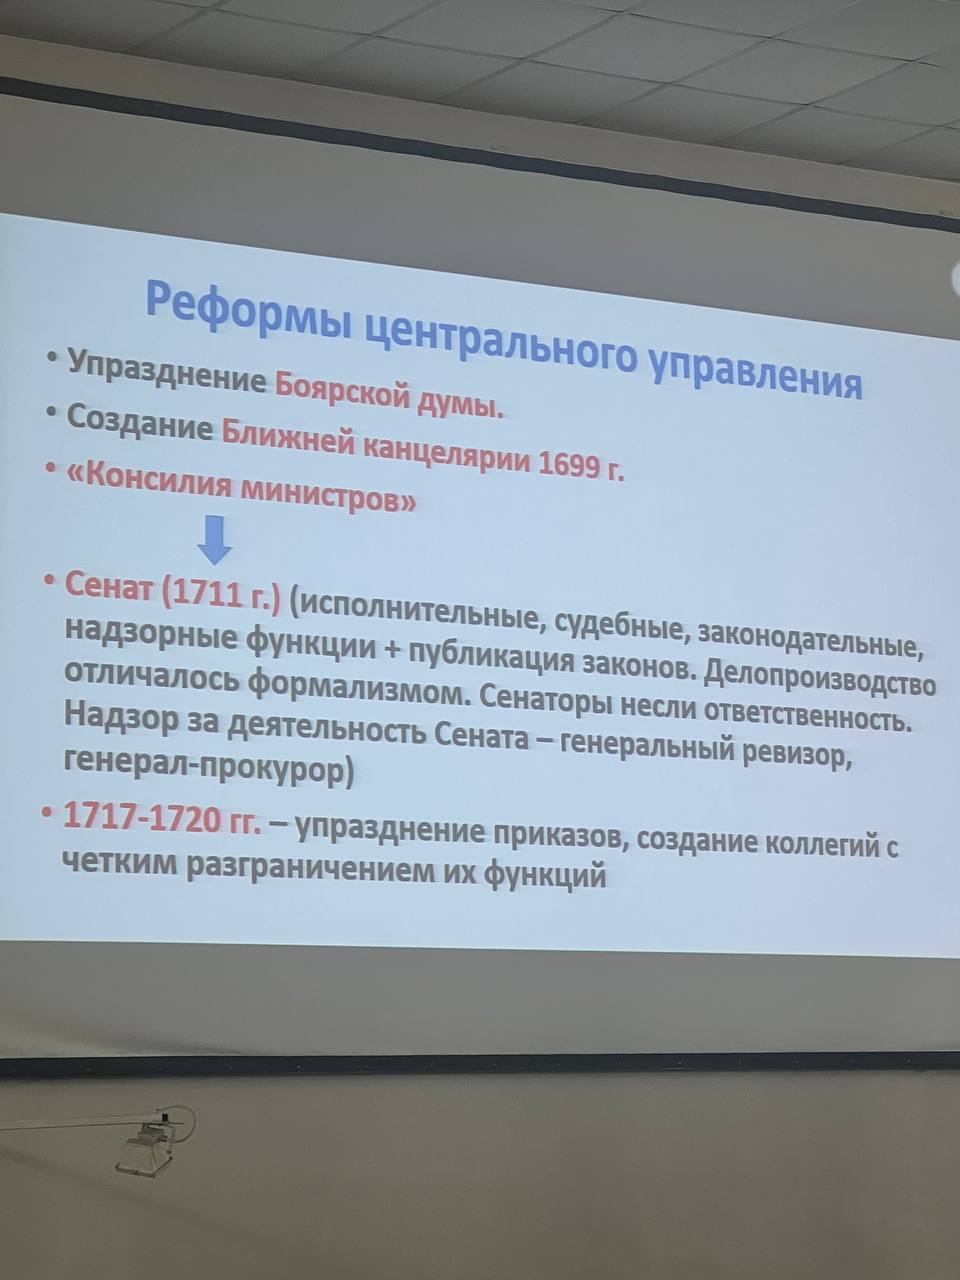 Реформы центрального управления
• Упразднение Боярской думы.
• Создание Ближней канцелярии 1699 г.
• «Консилия министров»
• Сенат (1711 г.) (исполнительные, судебные, законодательные,
надзорные функции + публикация законов. Делопроизводство
отличалось формализмом. Сенаторы несли ответственность.
Надзор за деятельность Сената – генеральный ревизор,
генерал-прокурор)
• 1717-1720 гг. – упразднение приказов, создание коллегий с
четким разграничением их функций